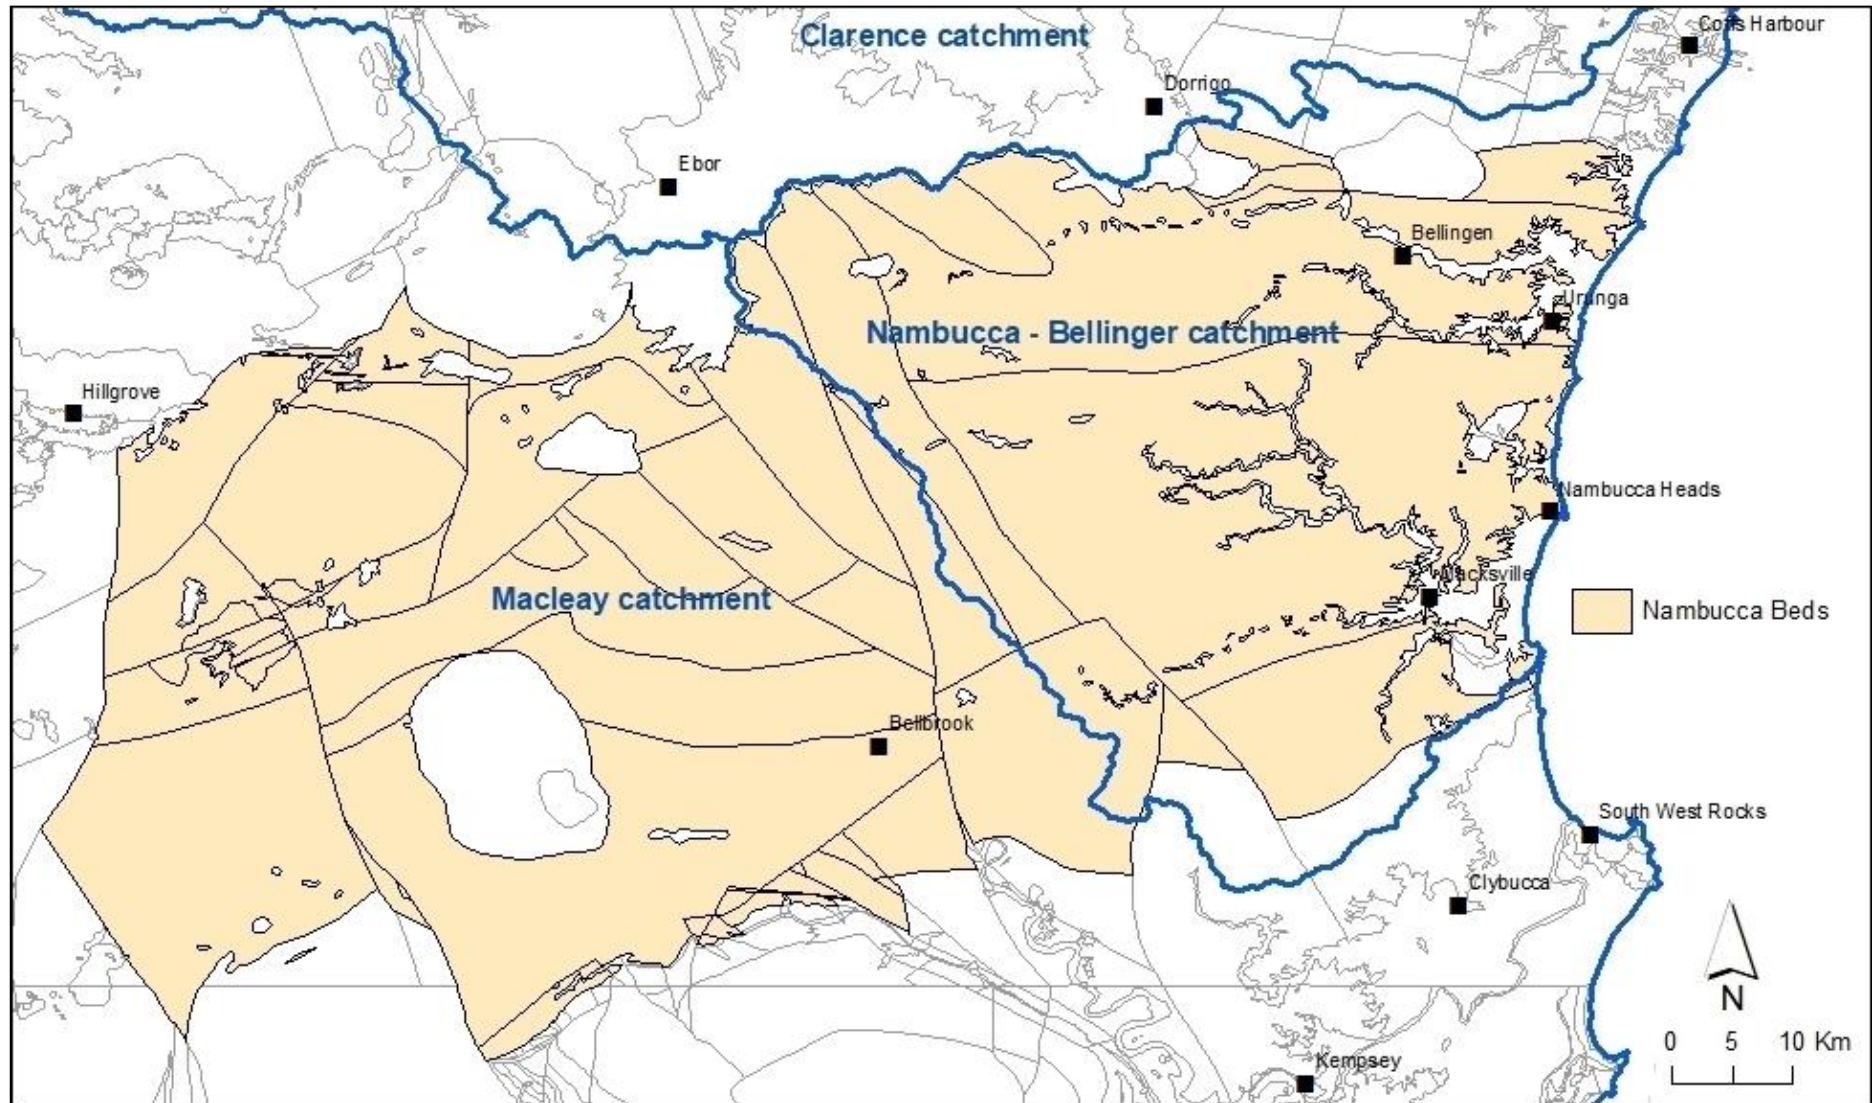 Clarence catchment
Coffs Harbour
Dorrigo
Ebor
Bellingen
Urunga
Nambucca - Bellinger catchment
Hillgrove
Nambucca Heads
Macksville
Macleay catchment
Nambucca Beds
Bellbrook
South West Rocks
Clybucca
N
0 5 10 Km
Kempsey